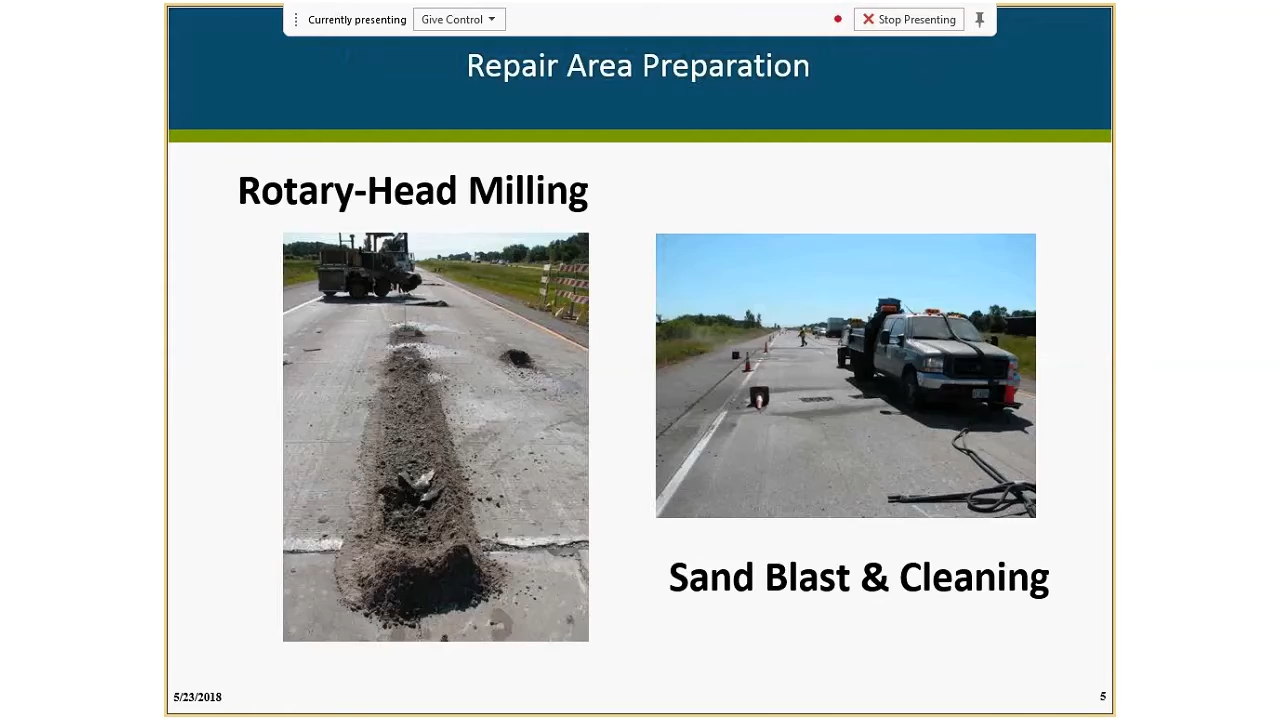 Currently presenting
Give Control
Stop Presenting
Repair Area Preparation
Rotary-Head Milling
Sand Blast & Cleaning
5/23/2018
5